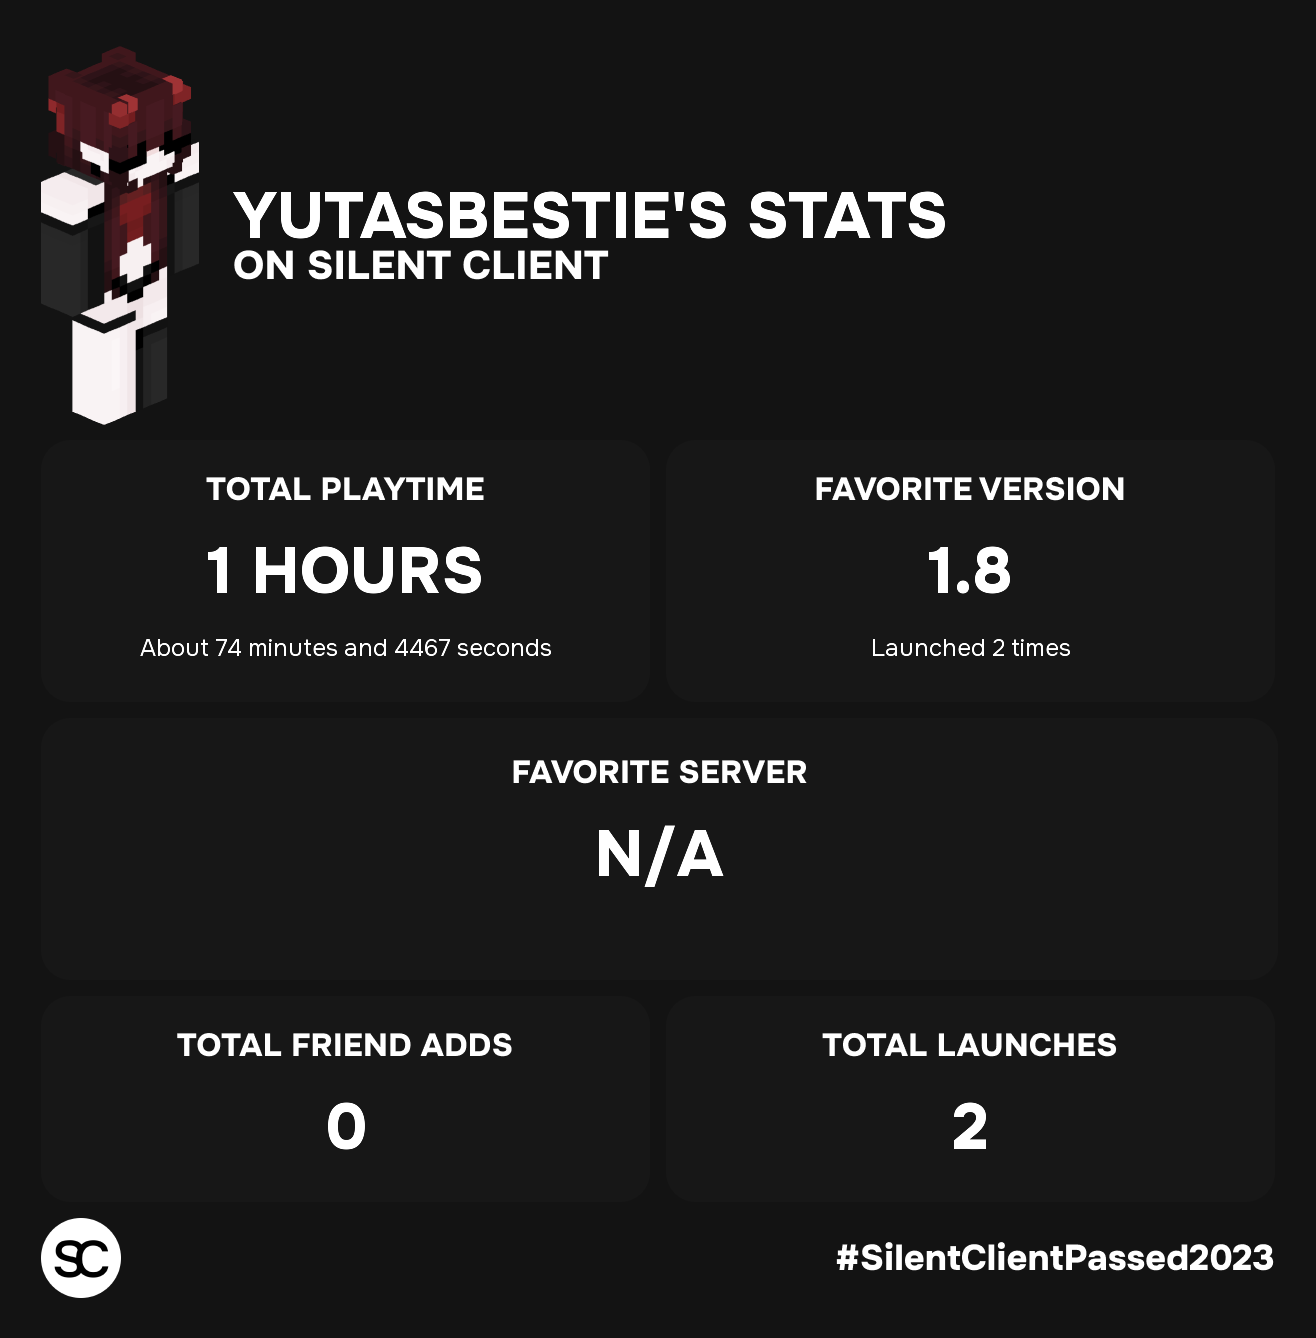 YUTASBESTIE'S STATS
ON SILENT CLIENT
TOTAL PLAYTIME
1 HOURS
About 74 minutes and 4467 seconds
FAVORITE VERSION
1.8
Launched 2 times
FAVORITE SERVER
N/A
TOTAL FRIEND ADDS
0
TOTAL LAUNCHES
2
SC
#SilentClientPassed2023